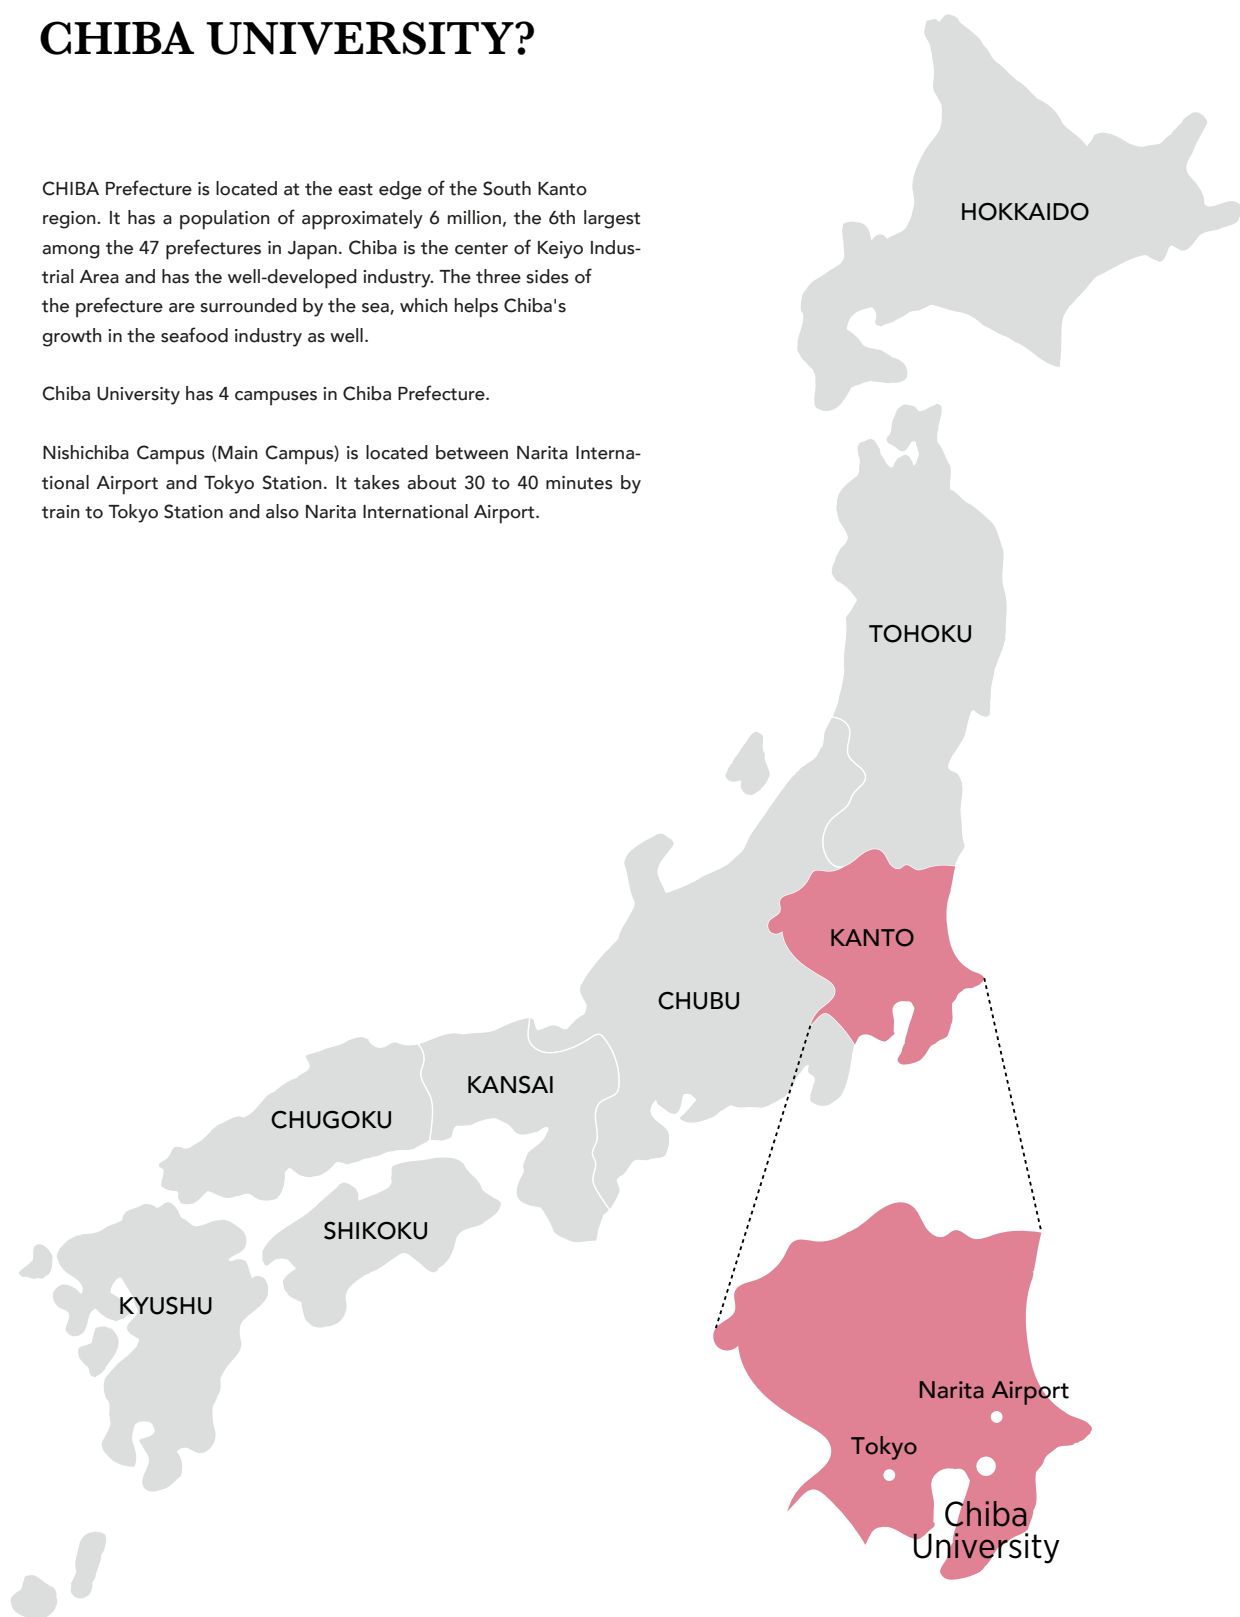 CHIBA UNIVERSITY?
CHIBA Prefecture is located at the east edge of the South Kanto
region. It has a population of approximately 6 million, the 6th largest
among the 47 prefectures in Japan. Chiba is the center of Keiyo Indus-
trial Area and has the well-developed industry. The three sides of
the prefecture are surrounded by the sea, which helps Chiba's
growth in the seafood industry as well.
Chiba University has 4 campuses in Chiba Prefecture.
Nishichiba Campus (Main Campus) is located between Narita Interna-
tional Airport and Tokyo Station. It takes about 30 to 40 minutes by
train to Tokyo Station and also Narita International Airport.
HOKKAIDO
TOHOKU
KANTO
CHUBU
KANSAI
CHUGOKU
SHIKOKU
KYUSHU
Narita Airport
Tokyo
Chiba
University